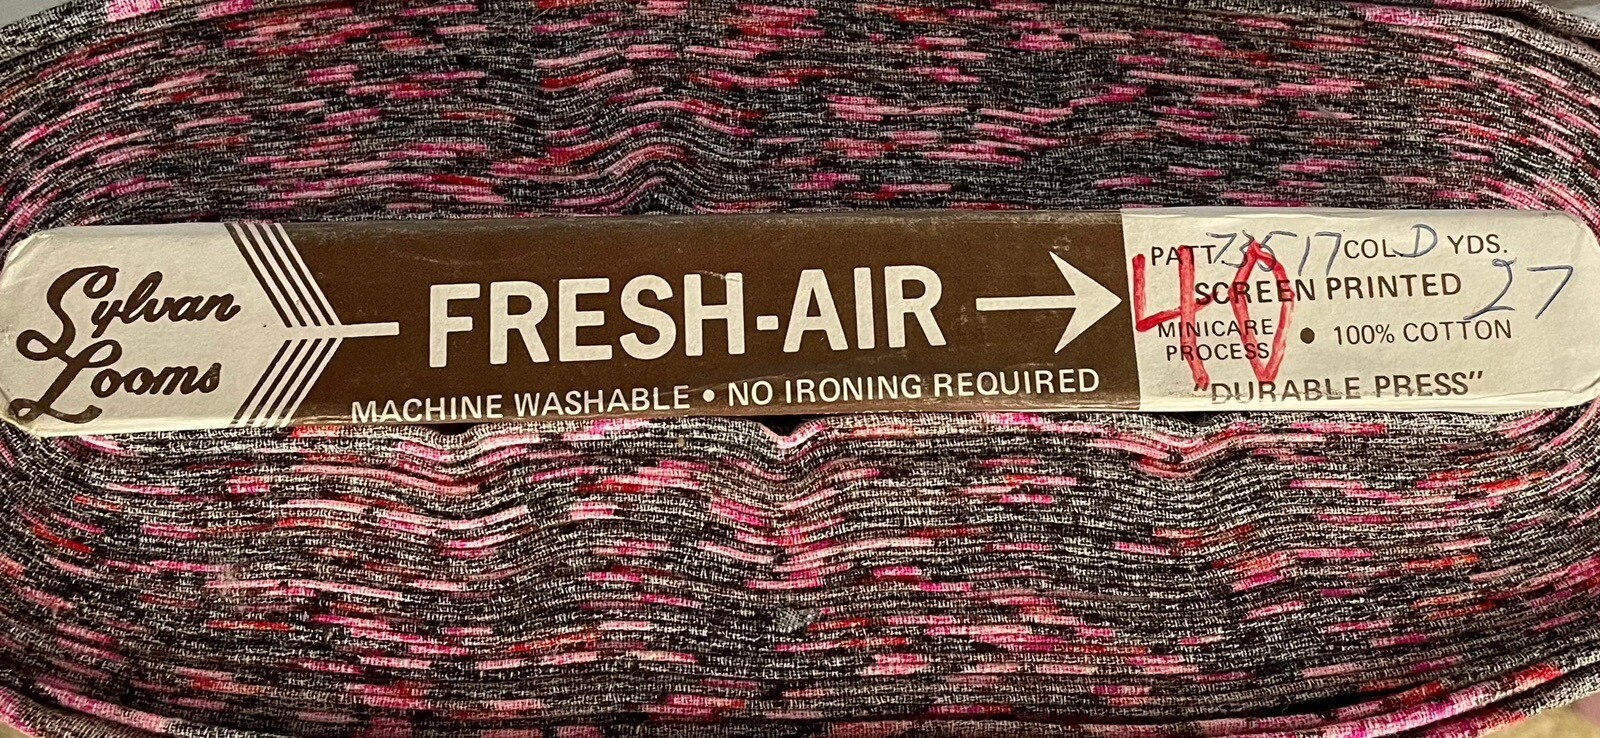 Sylvan
Looms
FRESH-AIR
MACHINE WASHABLE • NO IRONING REQUIRED
PATT. 73517 COL. D YDS.
27
40
SCREEN PRINTED
MINICARE
PROCESS • 100% COTTON
"DURABLE PRESS"